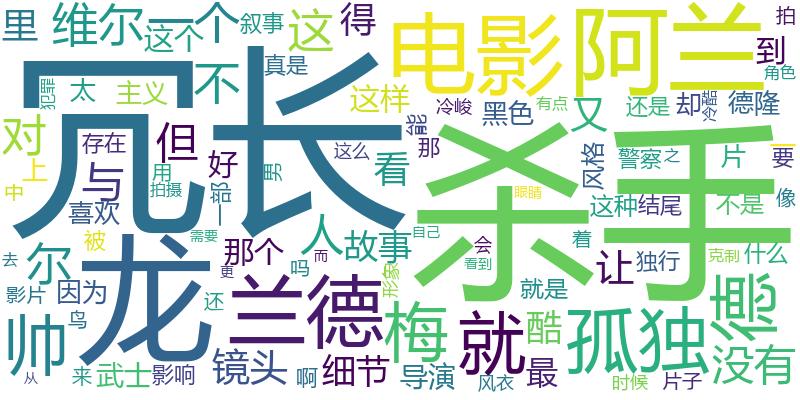 里 维尔 一个 叙事 这 得 电影 阿兰 拍
这个 不 真是 到 角色
冗长 杀手
犯罪 太 主义 这样 冷峻 黑色 有点 又 还是 却 德隆
对 存在 但 能 那 风格 警察 之 片 一 要
上 与 用 好 一部 男 这么 看 眼睛 这种 结尾 不是 像
中 拍摄 喜欢 被 需要 那个 人 故事 自己 会 着 让 独行 克制 什么
尔 龙 更 吗 形象 而 看到 就是
去 影片 因为 还 兰德 梅 就 酷 孤独 德
帅 鸟 没有
从 来 武士 影响 镜头 啊 细节 导演 风衣 最 时候 片子